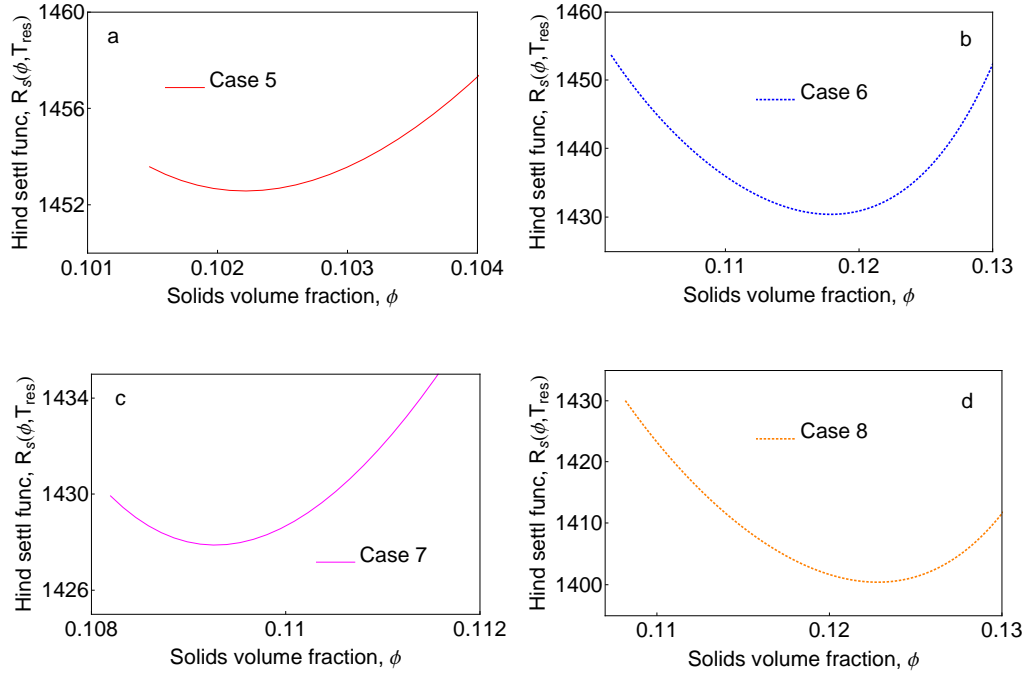 1460
1456
1452
0.101
0.102
0.103
0.104
a
Case 5
Hind settl func, R_s(ϕ,T_res)
Solids volume fraction, ϕ
1460
1450
1440
1430
0.11
0.12
0.13
b
Case 6
Hind settl func, R_s(ϕ,T_res)
Solids volume fraction, ϕ
1434
1430
1426
0.108
0.11
0.112
c
Case 7
Hind settl func, R_s(ϕ,T_res)
Solids volume fraction, ϕ
1430
1420
1410
1400
0.11
0.12
0.13
d
Case 8
Hind settl func, R_s(ϕ,T_res)
Solids volume fraction, ϕ